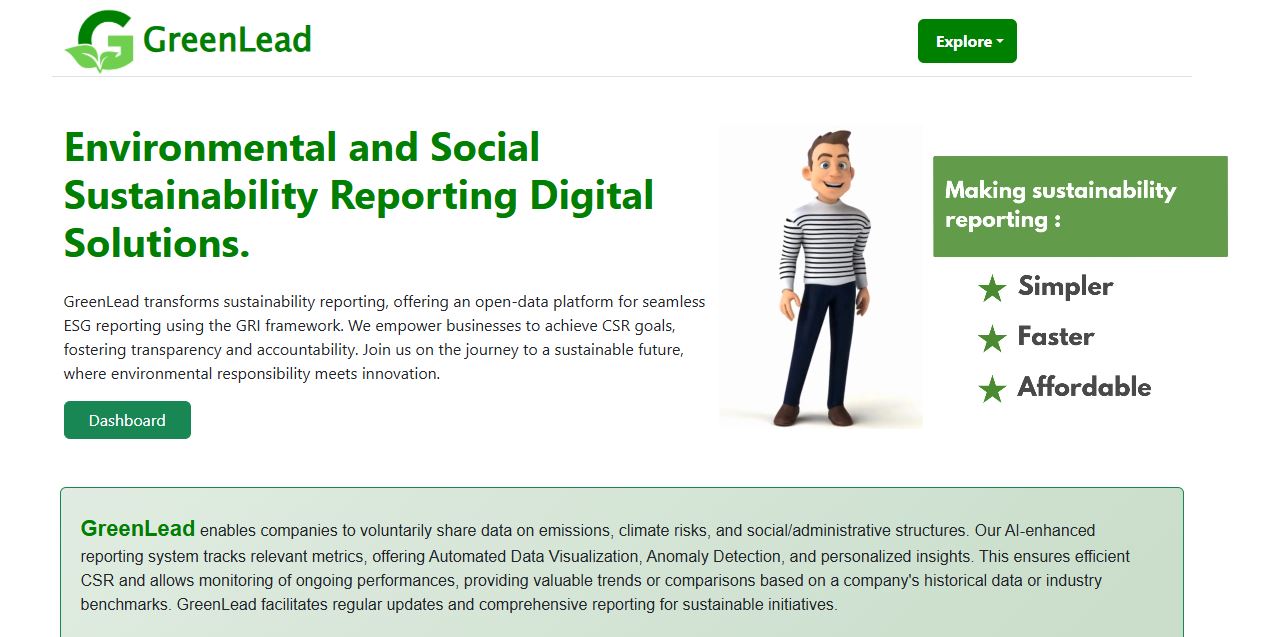 GreenLead
Explore
Environmental and Social
Sustainability Reporting Digital
Solutions.
GreenLead transforms sustainability reporting, offering an open-data platform for seamless
ESG reporting using the GRI framework. We empower businesses to achieve CSR goals,
fostering transparency and accountability. Join us on the journey to a sustainable future,
where environmental responsibility meets innovation.
Dashboard
Making sustainability
reporting :
Simpler
Faster
Affordable
GreenLead enables companies to voluntarily share data on emissions, climate risks, and social/administrative structures. Our AI-enhanced
reporting system tracks relevant metrics, offering Automated Data Visualization, Anomaly Detection, and personalized insights. This ensures efficient
CSR and allows monitoring of ongoing performances, providing valuable trends or comparisons based on a company's historical data or industry
benchmarks. GreenLead facilitates regular updates and comprehensive reporting for sustainable initiatives.